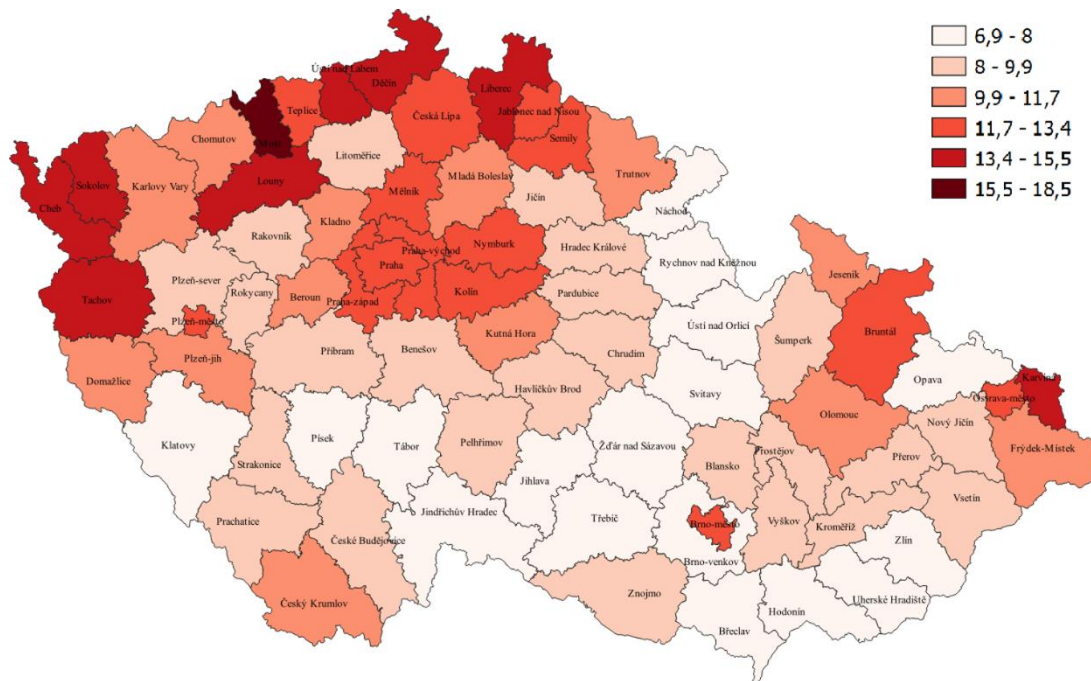 6,9 - 8
8 - 9,9
9,9 - 11,7
11,7 - 13,4
13,4 - 15,5
15,5 - 18,5
Ústí nad Labem
Děčín
Liberec
Teplice
Česká Lípa
Jablonec nad Nisou
Semily
Chomutov
Most
Litoměřice
Trutnov
Sokolov
Karlovy Vary
Louny
Mladá Boleslav
Jičín
Mělník
Cheb
Náchod
Kladno
Rakovník
Nymburk
Hradec Králové
Praha-východ
Rychnov nad Kněžnou
Praha
Plzeň-sever
Jeseník
Kolín
Pardubice
Tachov
Rokycany
Beroun
Praha-západ
Plzeň-město
Ústí nad Orlicí
Kutná Hora
Šumperk
Bruntál
Plzeň-jih
Příbram
Benešov
Chrudim
Opava
Karviná
Domažlice
Havlíčkův Brod
Svitavy
Ostrava-město
Olomouc
Nový Jičín
Klatovy
Písek
Tábor
Pelhřimov
Žďár nad Sázavou
Prostějov
Přerov
Frýdek-Místek
Strakonice
Blansko
Jihlava
Vsetín
Jindřichův Hradec
Třebíč
Prachatice
Brno-město
Vyškov
Kroměříž
České Budějovice
Zlín
Brno-venkov
Znojmo
Uherské Hradiště
Český Krumlov
Hodonín
Břeclav